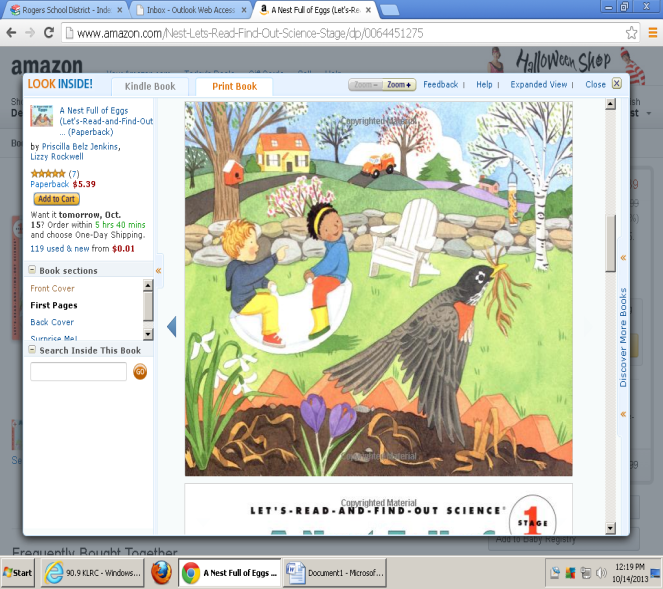 Rogers School District - Inde
Inbox - Outlook Web Access
A Nest Full of Eggs (Let's-Re
www.amazon.com/Nest-Lets-Read-Find-Out-Science-Stage/dp/0064451275
amazon
Halloween Shop
LOOK INSIDE!
Kindle Book
Print Book
Zoom -
Zoom +
Feedback
Help
Expanded View
Close
A Nest Full of Eggs
(Let's-Read-and-Find-Out
... (Paperback)
by Priscilla Belz Jenkins,
Lizzy Rockwell
(7)
Paperback $5.39
Add to Cart
Want it tomorrow, Oct.
15? Order within 5 hrs 40 mins
and choose One-Day Shipping.
119 used & new from $0.01
Book sections
Front Cover
First Pages
Back Cover
Surprise Me!
Search Inside This Book
GO
Copyrighted Material
Copyrighted Material
Discover More Books
Copyrighted Material
LET'S-READ-AND-FIND-OUT SCIENCE®
1
STAGE
Add to Baby Registry
Frequently Bought Together
Start
90.9 KLRC - Windows...
A Nest Full of Eggs ...
Document1 - Microsof...
12:19 PM
10/14/2013